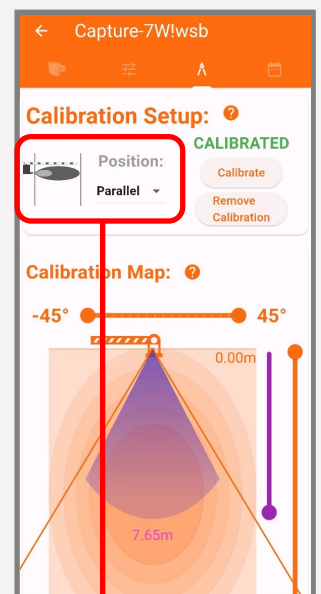 Capture-7W!wsb
Calibration Setup:
CALIBRATED
Position:
Parallel
Calibrate
Remove
Calibration
Calibration Map:
-45°
45°
0.00m
7.65m